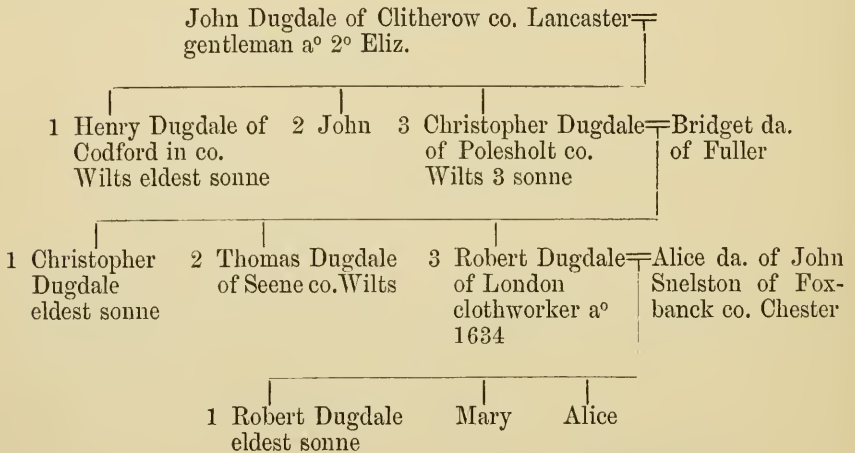 John Dugdale of Clitherow co. Lancaster
gentleman aº 2º Eliz.
1 Henry Dugdale of
Codford in co.
Wilts eldest sonne
2 John
3 Christopher Dugdale
of Polesholt co.
Wilts 3 sonne
Bridget da.
of Fuller
1 Christopher
Dugdale
eldest sonne
2 Thomas Dugdale
of Seene co. Wilts
3 Robert Dugdale
of London
clothworker aº
1634
Alice da. of John
Snelston of Fox-
banck co. Chester
1 Robert Dugdale
eldest sonne
Mary
Alice